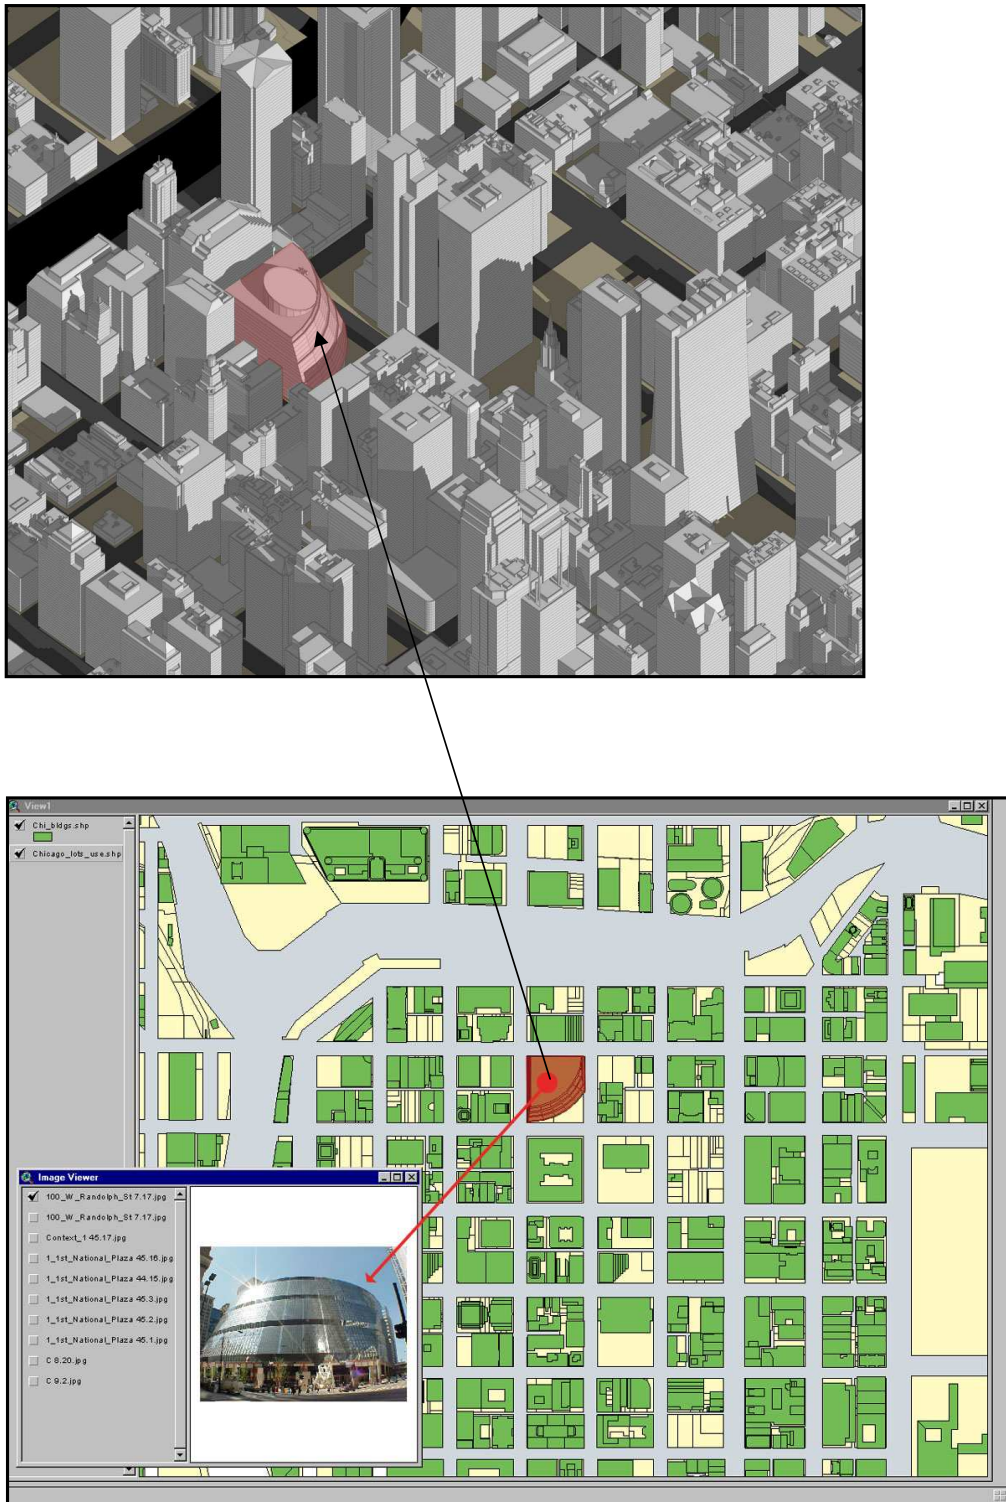 View1
Chi_bldgs.shp
Chicago_lots_use.shp
Image Viewer
100_W_Randolph_St 7.17.jpg
100_W_Randolph_St 7.17.jpg
Context_1 45.17.jpg
1_1st_National_Plaza 45.16.jpg
1_1st_National_Plaza 44.15.jpg
1_1st_National_Plaza 45.3.jpg
1_1st_National_Plaza 45.2.jpg
1_1st_National_Plaza 45.1.jpg
C 8.20.jpg
C 9.2.jpg